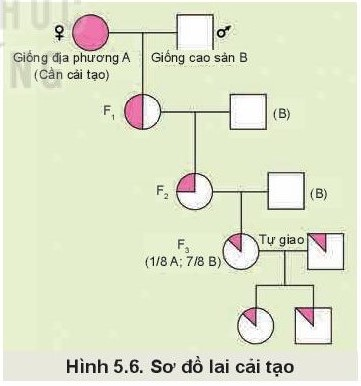 ♀
♂
Giống địa phương A
(Cần cải tạo)
Giống cao sản B
F₁
(B)
F₂
(B)
F₃
(1/8 A; 7/8 B)
Tự giao
Hình 5.6. Sơ đồ lai cải tạo